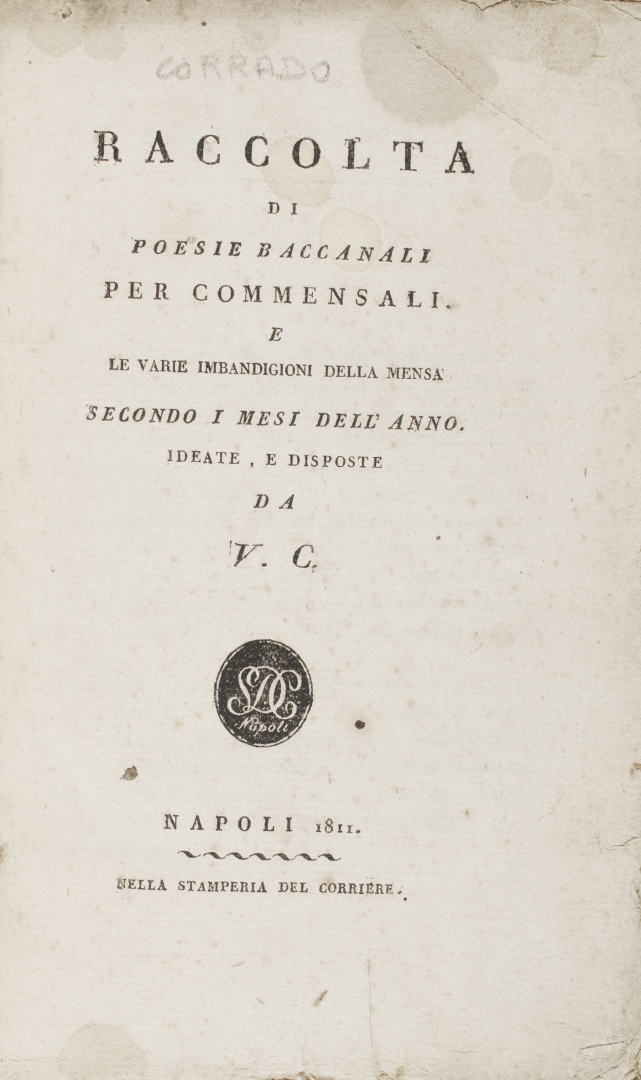 CORRADO
RACCOLTA
DI
POESIE BACCANALI
PER COMMENSALI.
E
LE VARIE IMBANDIGIONI DELLA MENSA
SECONDO I MESI DELL' ANNO.
IDEATE, E DISPOSTE
DA
V. C.
Napoli
NAPOLI 1811.
NELLA STAMPERIA DEL CORRIERE.